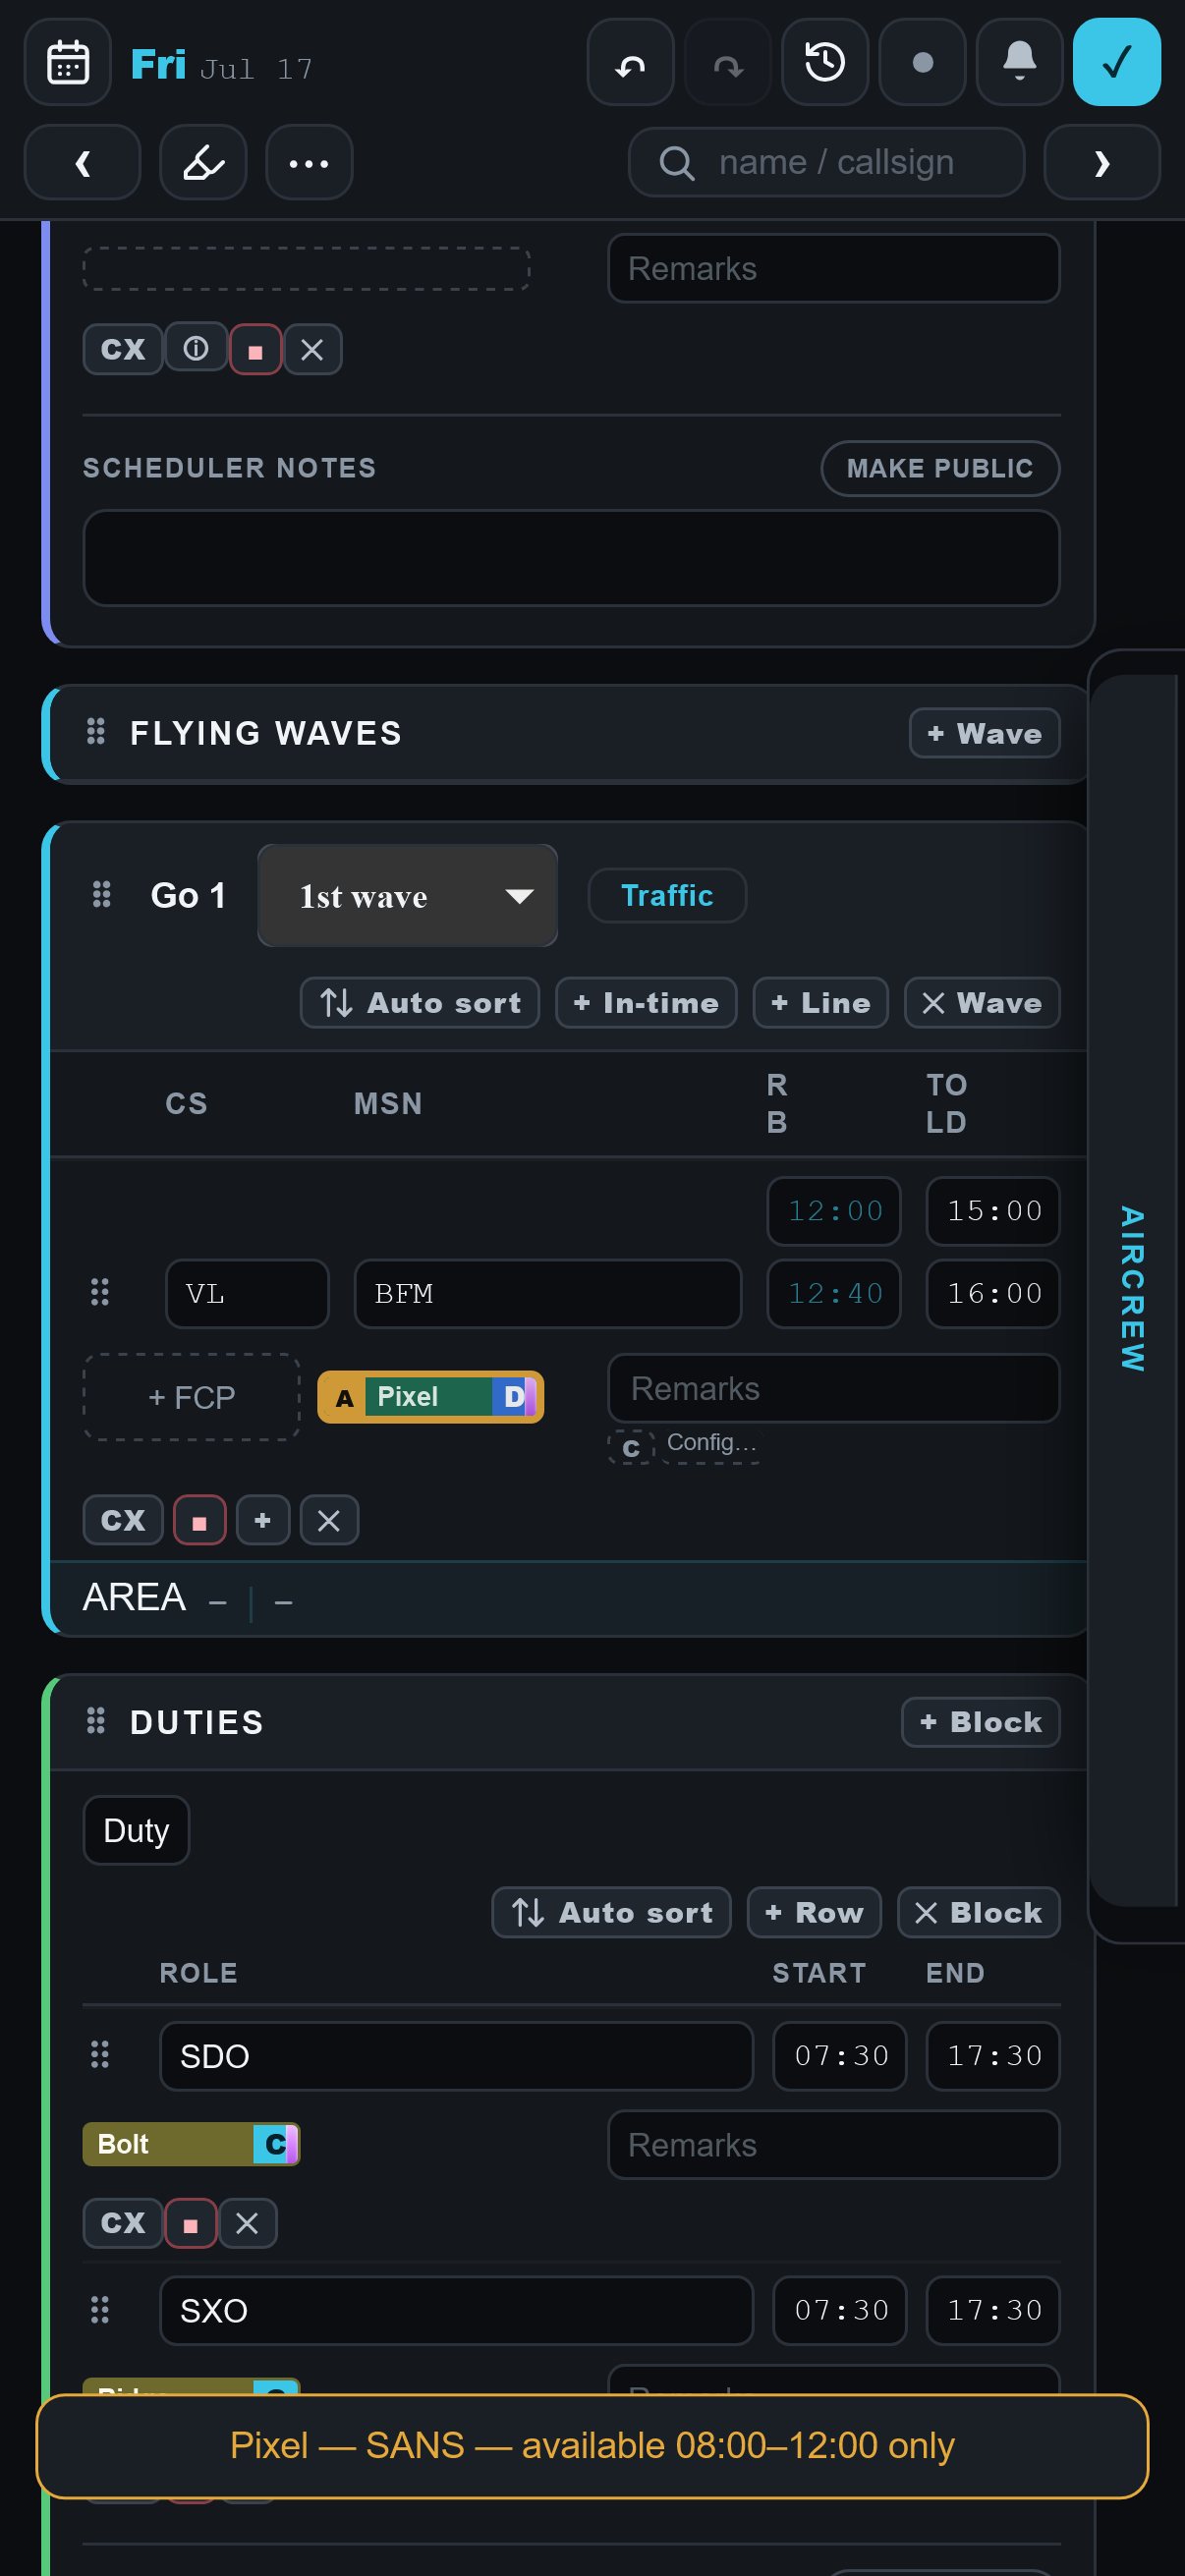 Fri Jul 17
name / callsign
Remarks
CX
SCHEDULER NOTES
MAKE PUBLIC
FLYING WAVES
+ Wave
Go 1
1st wave
Traffic
Auto sort
+ In-time
+ Line
× Wave
CS
MSN
R
B
TO
LD
12:00
15:00
VL
BFM
12:40
16:00
+ FCP
A Pixel D
Remarks
C Config...
CX
+
×
AREA – | –
AIRCREW
DUTIES
+ Block
Duty
Auto sort
+ Row
× Block
ROLE
START
END
SDO
07:30
17:30
Bolt C
Remarks
CX
×
SXO
07:30
17:30
Pixel — SANS — available 08:00–12:00 only